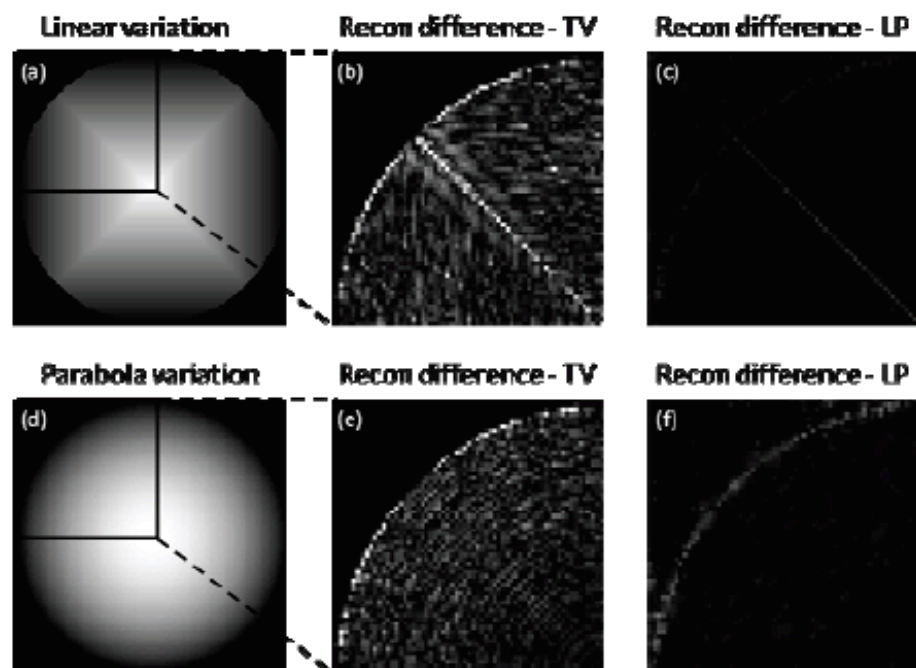 Linear variation Recon difference - TV Recon difference - LP
(a) (b) (c)
Parabola variation Recon difference - TV Recon difference - LP
(d) (e) (f)